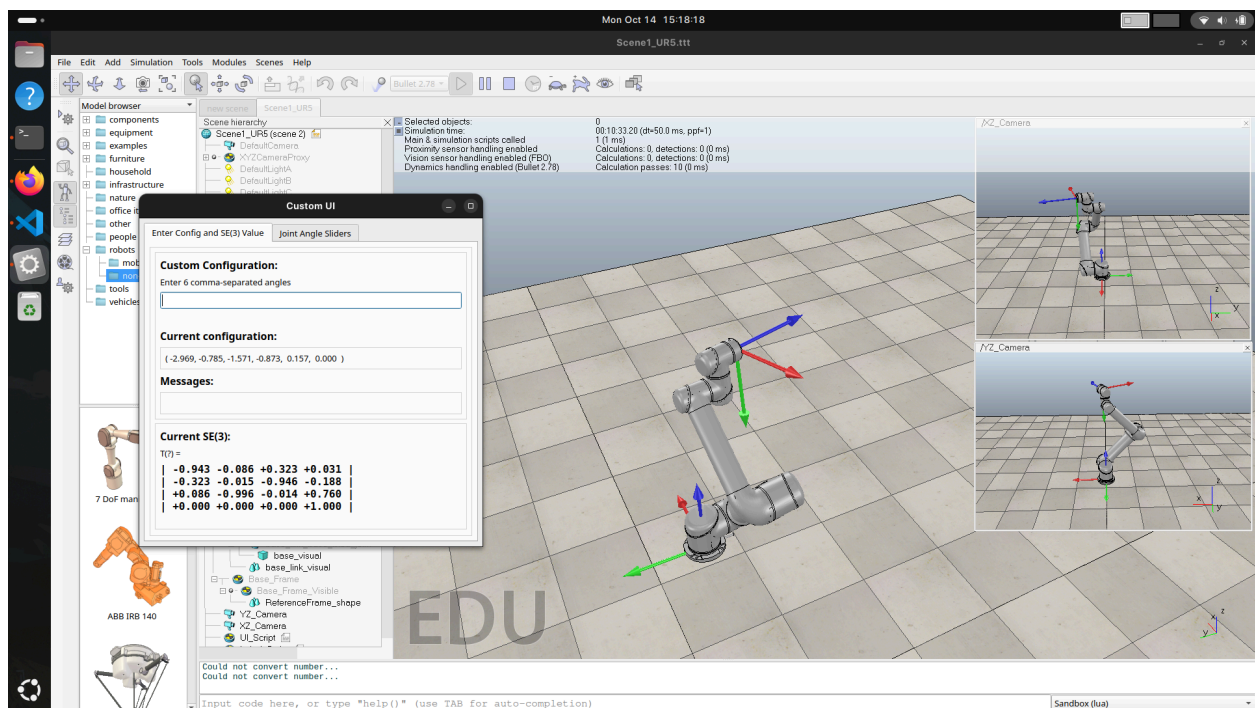 Mon Oct 14 15:18:18
Scene1_UR5.ttt
File Edit Add Simulation Tools Modules Scenes Help
Bullet 2.78
Model browser
new scene Scene1_UR5
components
equipment
examples
furniture
household
infrastructure
nature
office it
other
people
robots
mob
non
tools
vehicles
7 DoF man
ABB IRB 140
Scene hierarchy
Scene1_UR5 (scene 2)
DefaultCamera
XYZCameraProxy
DefaultLightA
DefaultLightB
base_visual
base_link_visual
Base_Frame
Base_Frame_Visible
ReferenceFrame_shape
YZ_Camera
XZ_Camera
UI_Script
Selected objects: 0
Simulation time: 00:10:33.20 (dt=50.0 ms, ppf=1)
Main & simulation scripts called 1 (1 ms)
Proximity sensor handling enabled Calculations: 0, detections: 0 (0 ms)
Vision sensor handling enabled (FBO) Calculations: 0, detections: 0 (0 ms)
Dynamics handling enabled (Bullet 2.78) Calculation passes: 10 (0 ms)
/XZ_Camera
z
x y
/YZ_Camera
z
x y
Custom UI
Enter Config and SE(3) Value Joint Angle Sliders
Custom Configuration:
Enter 6 comma-separated angles
Current configuration:
( -2.969, -0.785, -1.571, -0.873, 0.157, 0.000 )
Messages:
Current SE(3):
T(?) =
| -0.943 -0.086 +0.323 +0.031 |
| -0.323 -0.015 -0.946 -0.188 |
| +0.086 -0.996 -0.014 +0.760 |
| +0.000 +0.000 +0.000 +1.000 |
EDU
z
x
y
Could not convert number...
Could not convert number...
Input code here, or type "help()" (use TAB for auto-completion)
Sandbox (lua)